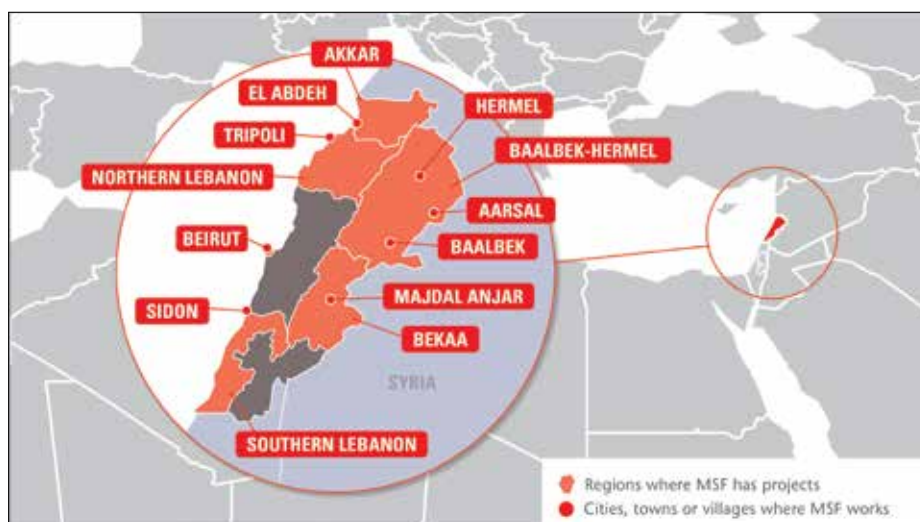 AKKAR
EL ABDEH
HERMEL
TRIPOLI
BAALBEK-HERMEL
NORTHERN LEBANON
AARSAL
BEIRUT
BAALBEK
MAJDAL ANJAR
SIDON
BEKAA
SYRIA
SOUTHERN LEBANON
Regions where MSF has projects
Cities, towns or villages where MSF works